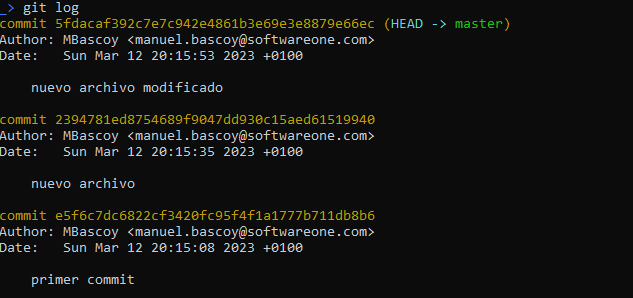 _> git log
commit 5fdacaf392c7e7c942e4861b3e69e3e8879e66ec (HEAD -> master)
Author: MBascoy <manuel.bascoy@softwareone.com>
Date:   Sun Mar 12 20:15:53 2023 +0100
nuevo archivo modificado
commit 2394781ed8754689f9047dd930c15aed61519940
Author: MBascoy <manuel.bascoy@softwareone.com>
Date:   Sun Mar 12 20:15:35 2023 +0100
nuevo archivo
commit e5f6c7dc6822cf3420fc95f4f1a1777b711db8b6
Author: MBascoy <manuel.bascoy@softwareone.com>
Date:   Sun Mar 12 20:15:08 2023 +0100
primer commit